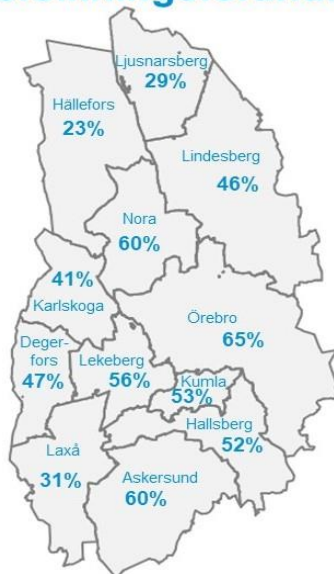 Ljusnarsberg
29%
Hällefors
23%
Lindesberg
46%
Nora
60%
41%
Karlskoga
Örebro
65%
Deger-
fors
47%
Lekeberg
56%
Kumla
53%
Hallsberg
52%
Laxå
31%
Askersund
60%